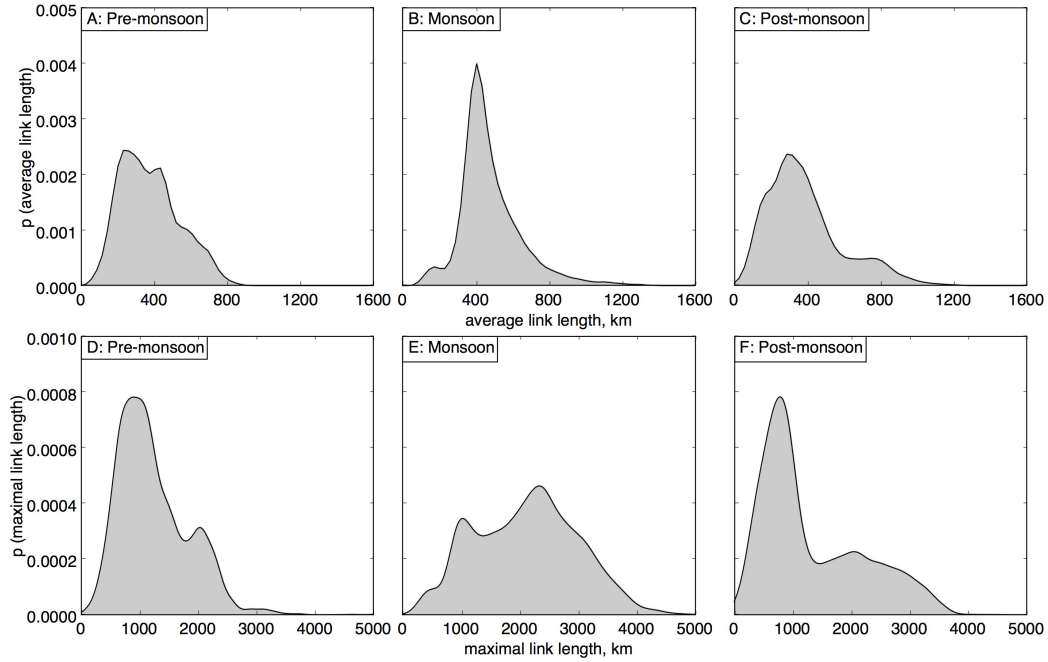 A: Pre-monsoon
B: Monsoon
C: Post-monsoon
0.005
0.004
0.003
0.002
0.001
0.000
p (average link length)
0 400 800 1200 1600
0 400 800 1200 1600
0 400 800 1200 1600
average link length, km
D: Pre-monsoon
E: Monsoon
F: Post-monsoon
0.0010
0.0008
0.0006
0.0004
0.0002
0.0000
p (maximal link length)
0 1000 2000 3000 4000 5000
0 1000 2000 3000 4000 5000
0 1000 2000 3000 4000 5000
maximal link length, km